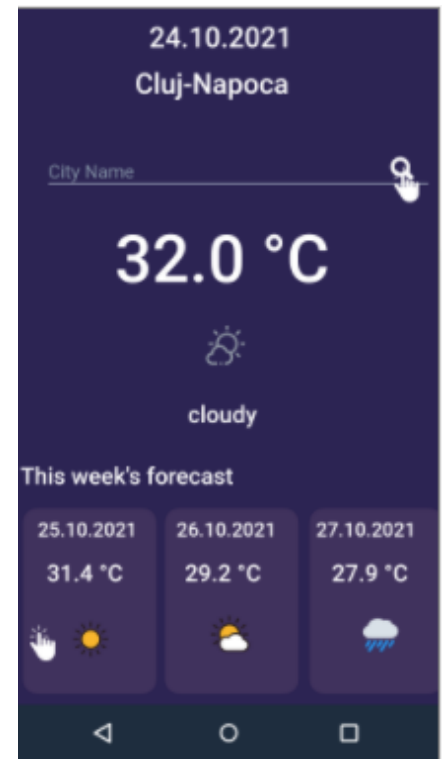 24.10.2021
Cluj-Napoca
City Name
32.0 °C
cloudy
This week's forecast
25.10.2021 26.10.2021 27.10.2021
31.4 °C 29.2 °C 27.9 °C